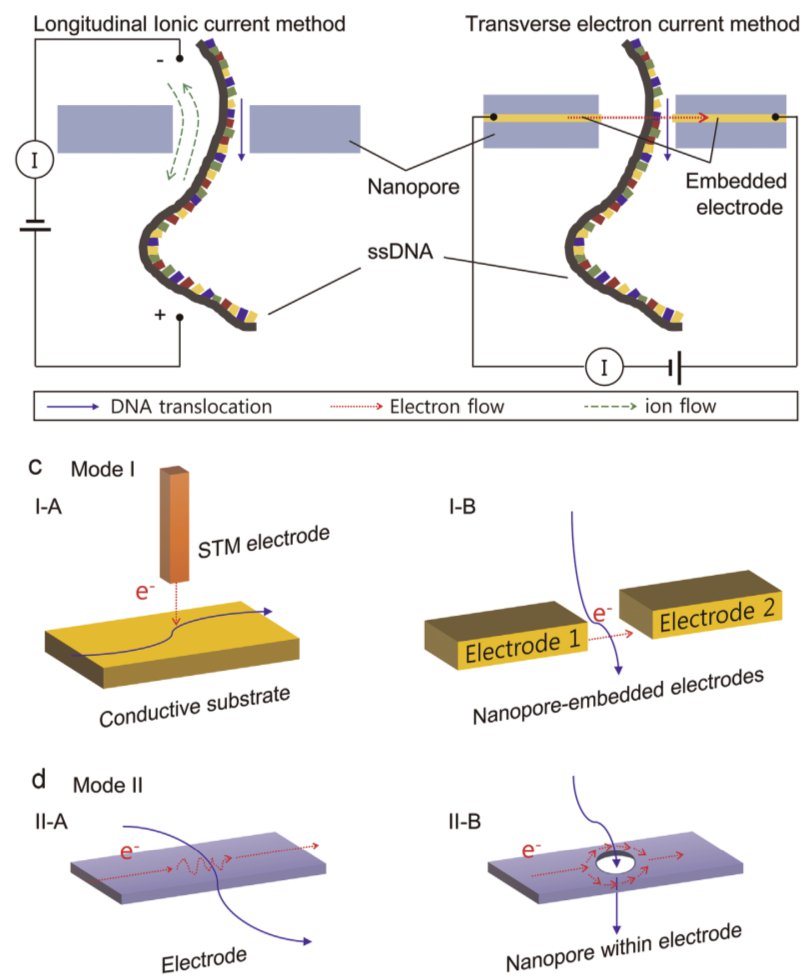 Longitudinal Ionic current method
Transverse electron current method
-
I
Nanopore
Embedded
electrode
ssDNA
+
I
DNA translocation
Electron flow
ion flow
c Mode I
I-A
I-B
STM electrode
e-
e-
Electrode 1
Electrode 2
Conductive substrate
Nanopore-embedded electrodes
d Mode II
II-A
II-B
e-
e-
Electrode
Nanopore within electrode